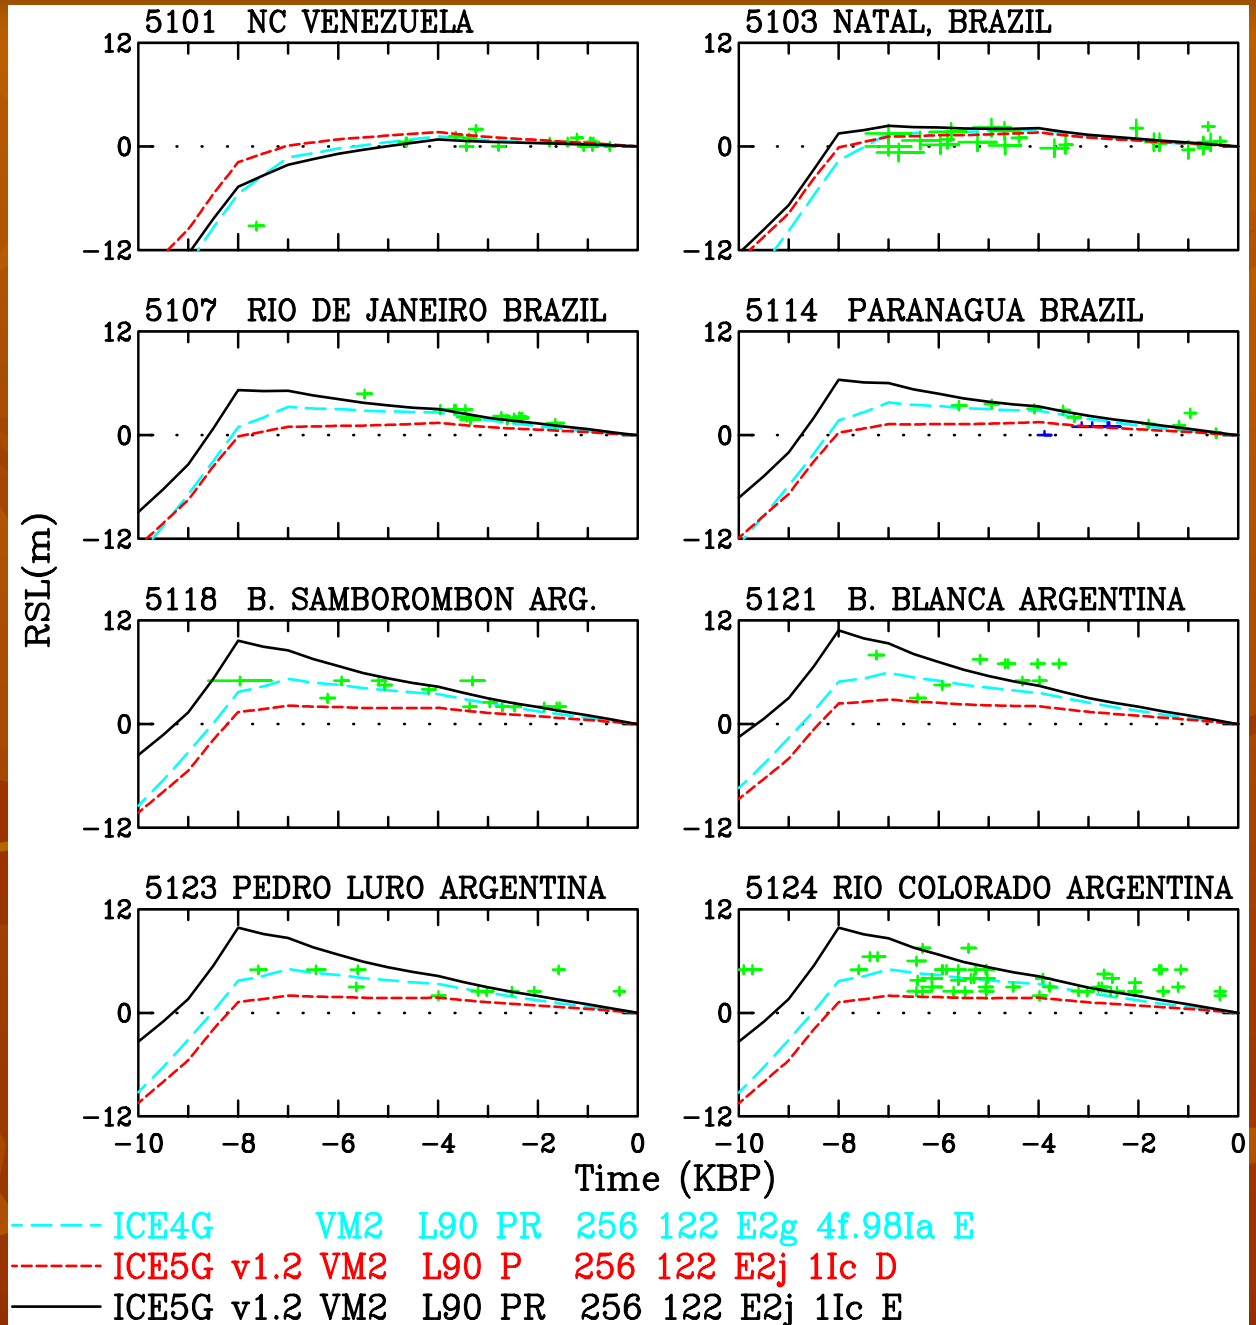 5101 NC VENEZUELA
5103 NATAL, BRAZIL
12
0
-12
12
0
-12
5107 RIO DE JANEIRO BRAZIL
5114 PARANAGUA BRAZIL
12
0
-12
12
0
-12
RSL(m)
5118 B. SAMBOROMBON ARG.
5121 B. BLANCA ARGENTINA
12
0
-12
12
0
-12
5123 PEDRO LURO ARGENTINA
5124 RIO COLORADO ARGENTINA
12
0
-12
12
0
-12
-10 -8 -6 -4 -2 0
-10 -8 -6 -4 -2 0
Time (KBP)
ICE4G VM2 L90 PR 256 122 E2g 4f.98Ia E
ICE5G v1.2 VM2 L90 P 256 122 E2j 1Ic D
ICE5G v1.2 VM2 L90 PR 256 122 E2j 1Ic E